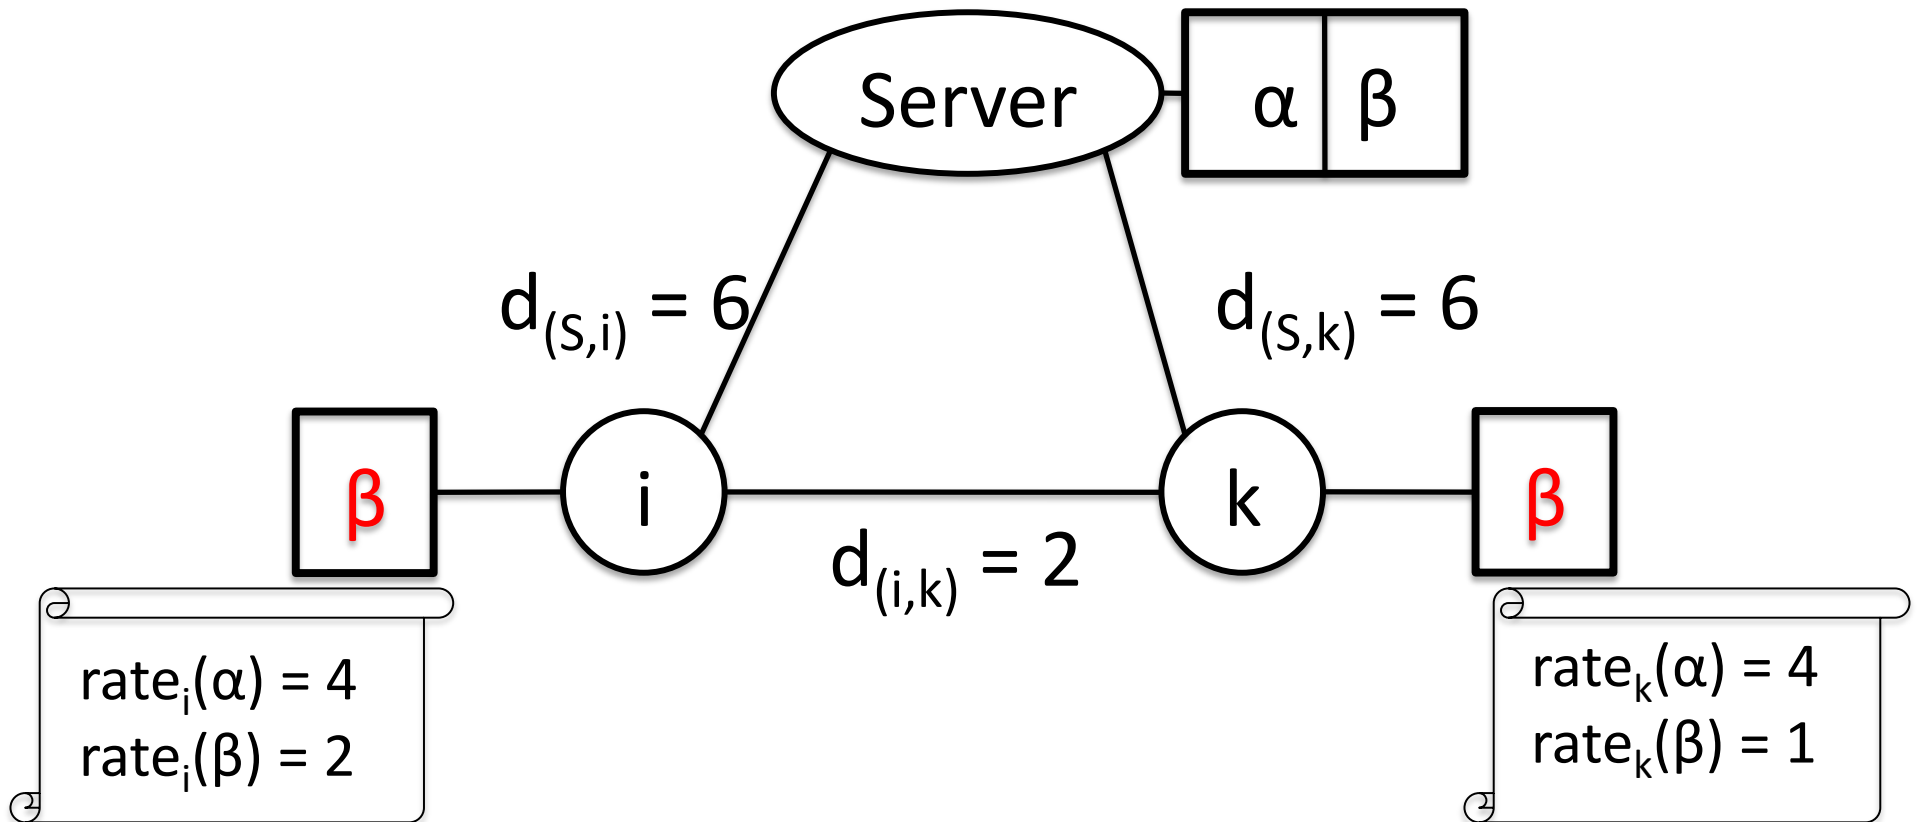 Server
α β
d(S,i) = 6
d(S,k) = 6
β
i
k
β
d(i,k) = 2
ratei(α) = 4
ratei(β) = 2
ratek(α) = 4
ratek(β) = 1